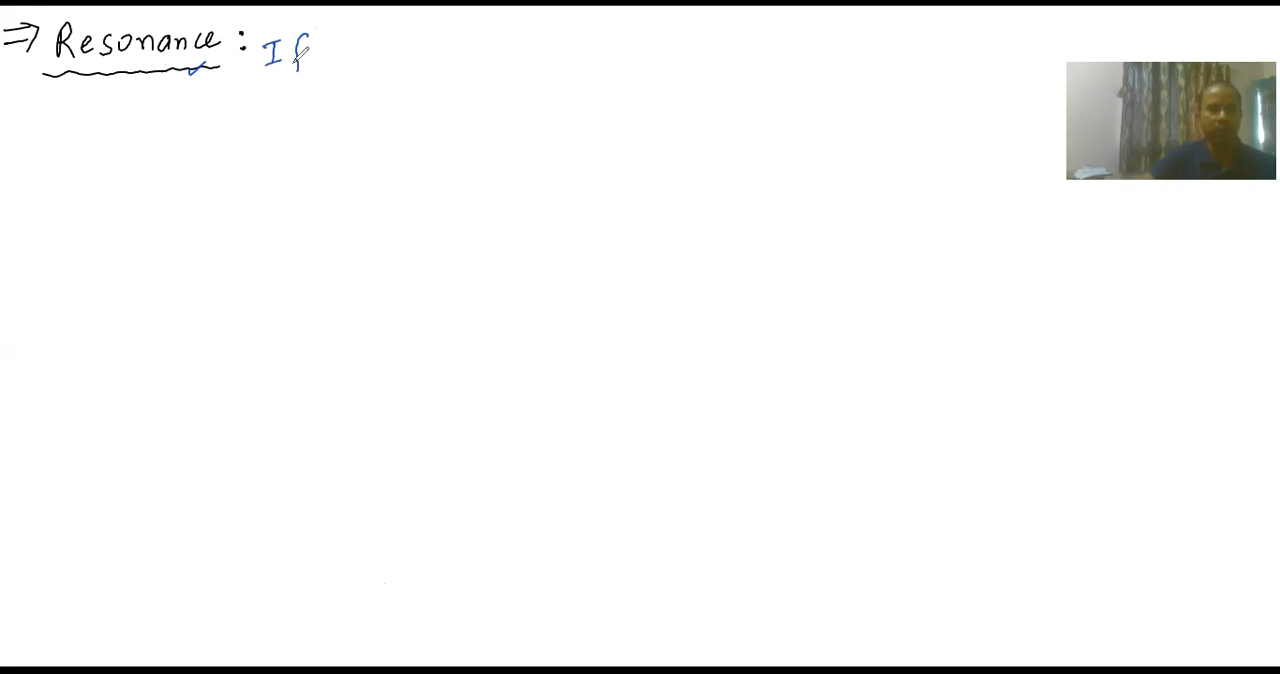 ⇒ Resonance : If